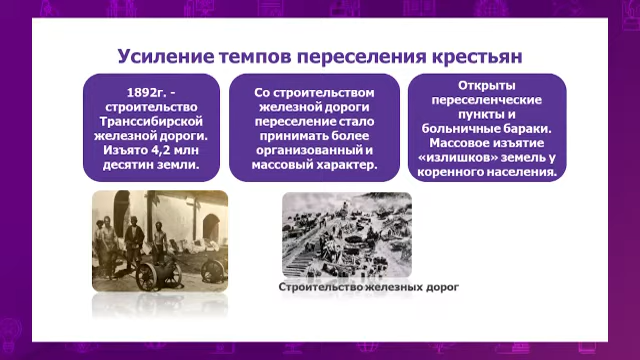 Усиление темпов переселения крестьян
1892г. -
строительство
Транссибирской
железной дороги.
Изъято 4,2 млн
десятин земли.
Со строительством
железной дороги
переселение стало
принимать более
организованный и
массовый характер.
Открыты
переселенческие
пункты и
больничные бараки.
Массовое изъятие
«излишков» земель у
коренного населения.
Строительство железных дорог